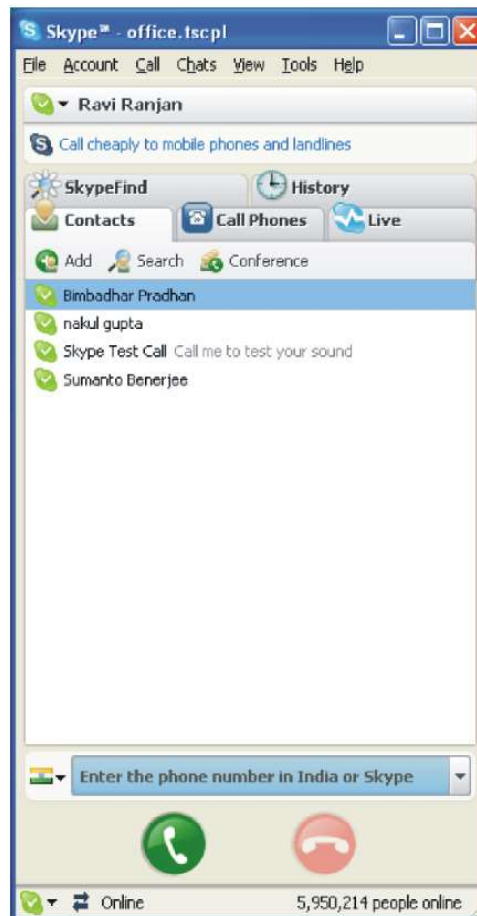 Skype™ - office.tscpl
File Account Call Chats View Tools Help
Ravi Ranjan
Call cheaply to mobile phones and landlines
SkypeFind History
Contacts Call Phones Live
Add Search Conference
Bimbadhar Pradhan
nakul gupta
Skype Test Call Call me to test your sound
Sumanto Benerjee
Enter the phone number in India or Skype
Online 5,950,214 people online